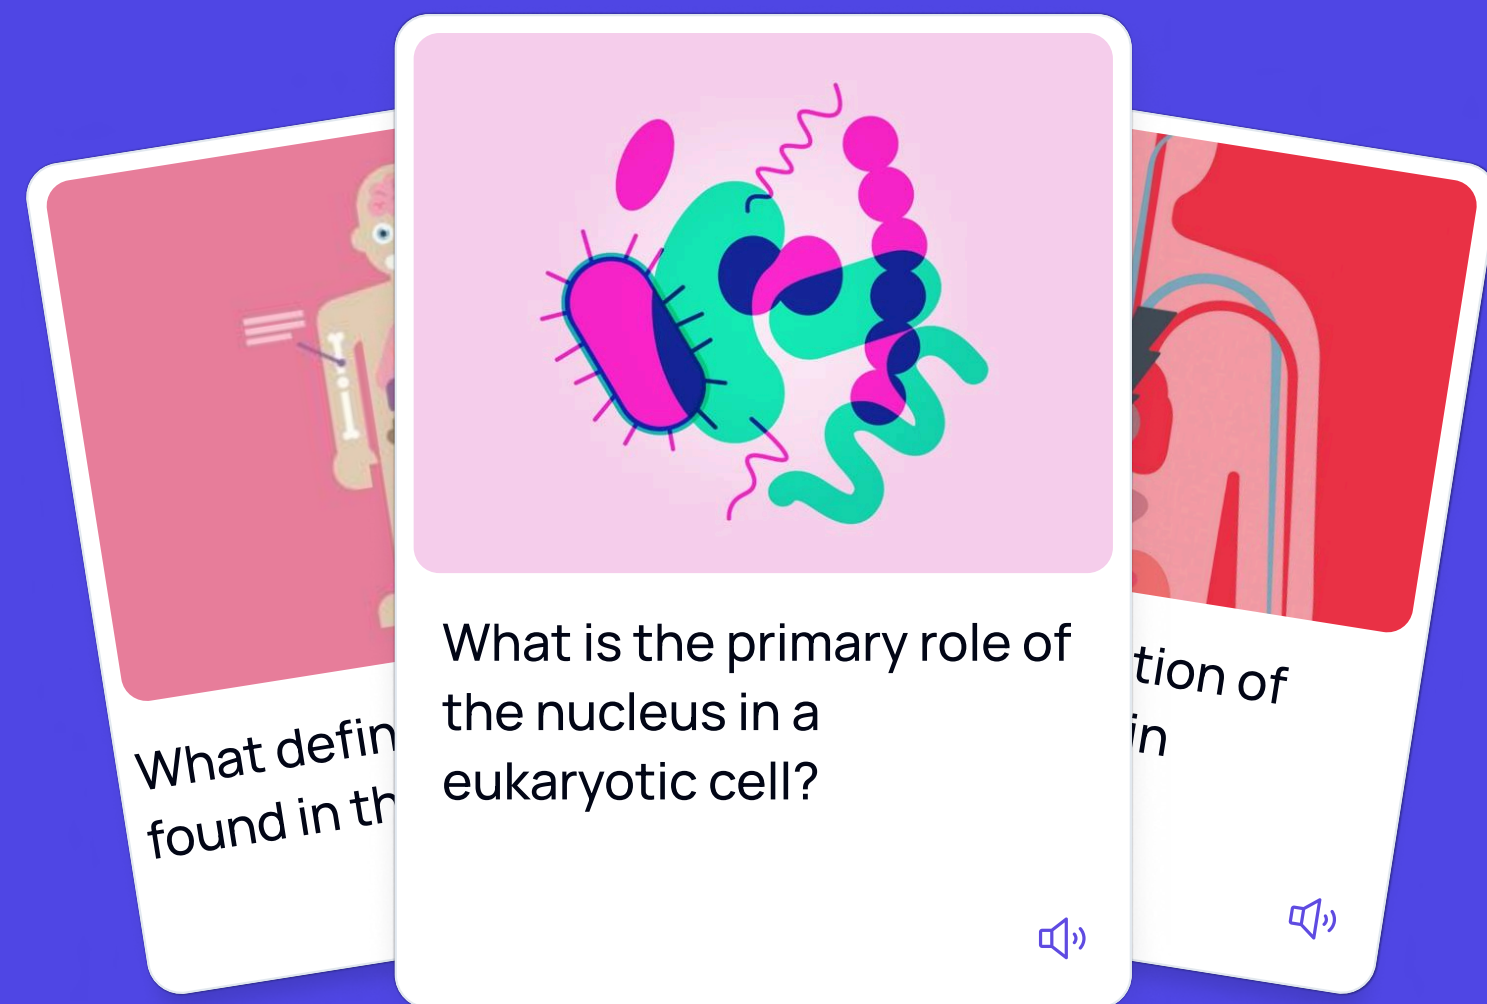 What is the primary role of
the nucleus in a
eukaryotic cell?
What defin
found in th
tion of
in